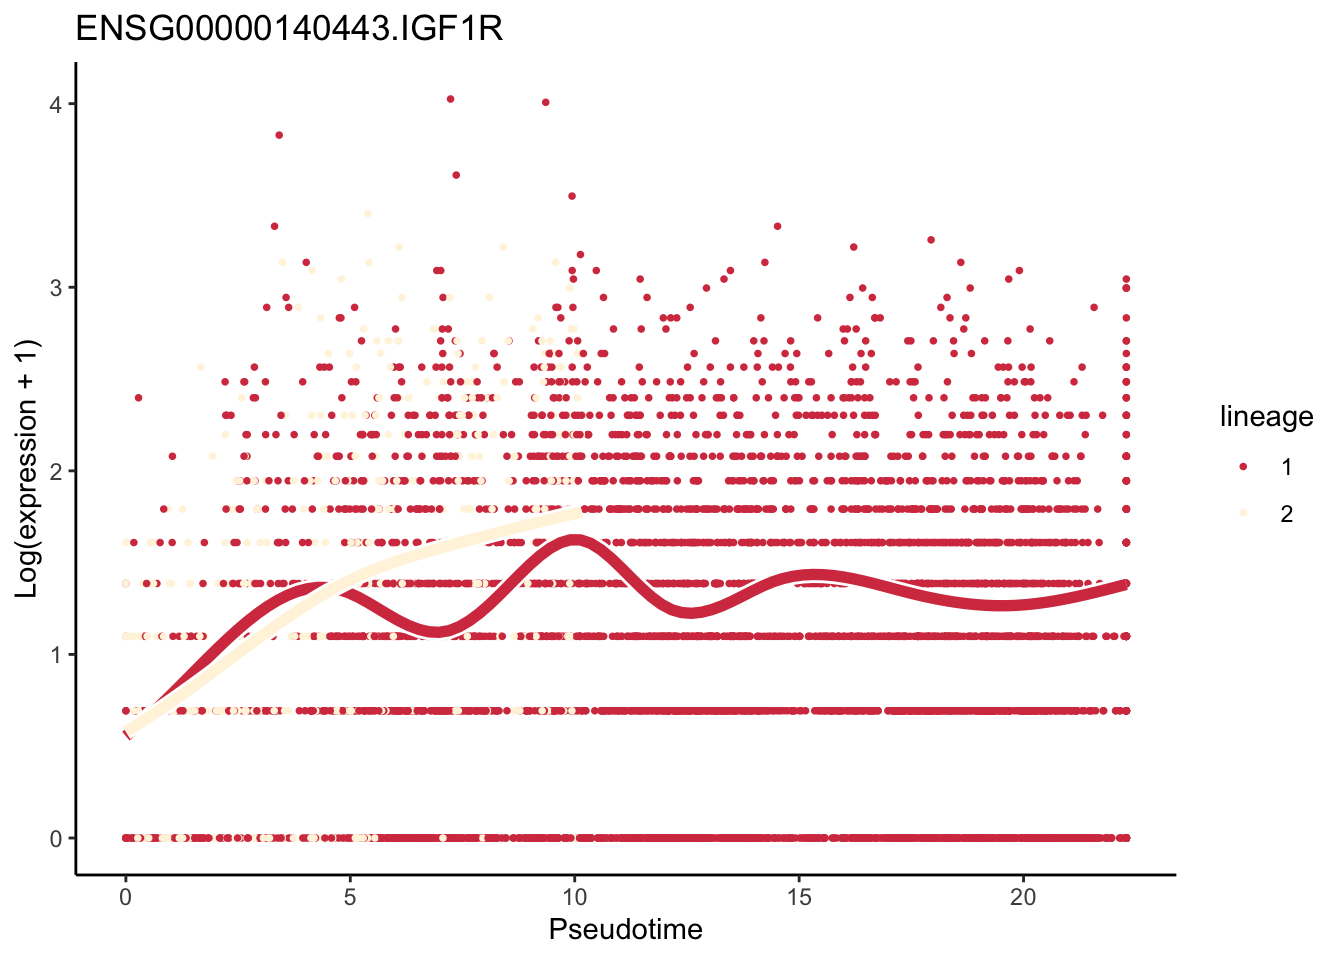 ENSG00000140443.IGF1R
Log(expression + 1)
4
3
2
1
0
0 5 10 15 20
Pseudotime
lineage
1
2